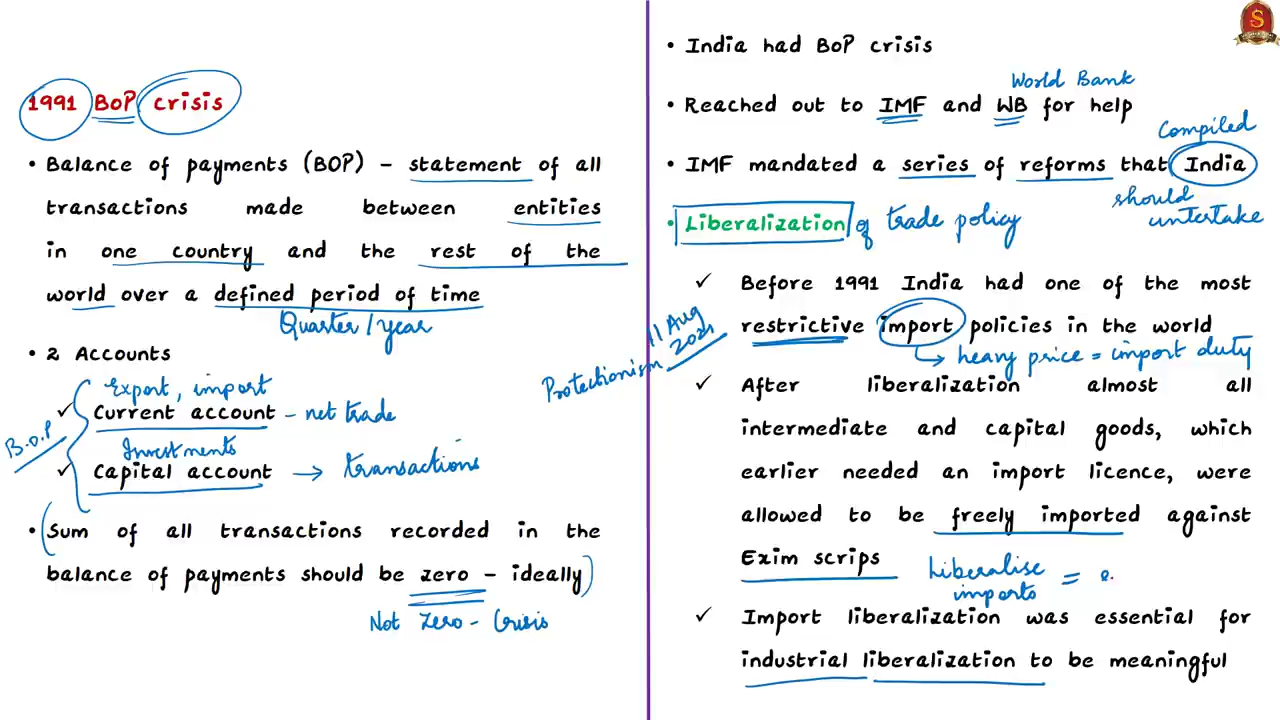 1991 BoP crisis
• Balance of payments (BOP) – statement of all
transactions made between entities
in one country and the rest of the
world over a defined period of time
Quarter/year
• 2 Accounts
Export, import
✓ Current account – net trade
B.O.P
Investments
✓ Capital account → transactions
• Sum of all transactions recorded in the
balance of payments should be zero – ideally
Not Zero – Crisis
S
• India had BoP crisis
World Bank
• Reached out to IMF and WB for help
Compiled
• IMF mandated a series of reforms that India
should
untertake
• Liberalization of trade policy
✓ Before 1991 India had one of the most
restrictive import policies in the world
→ heavy price = import duty
11 Aug
2021
Protectionism
✓ After liberalization almost all
intermediate and capital goods, which
earlier needed an import licence, were
allowed to be freely imported against
Exim scrips
Liberalise
imports =
✓ Import liberalization was essential for
industrial liberalization to be meaningful